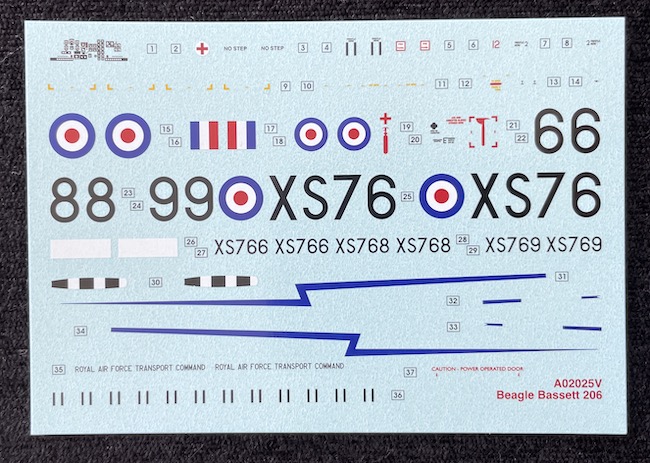 1 2 NO STEP NO STEP 3 4 5 6 12 7 8
9 10 11 12 13 14
15 16 17 18 19 20 21 22 66
88 23 24 99 XS76 25 XS76
26 27 XS766 XS766 XS768 XS768 28 29 XS769 XS769
30 31
32
34 33
35 ROYAL AIR FORCE TRANSPORT COMMAND ROYAL AIR FORCE TRANSPORT COMMAND 37 CAUTION - POWER OPERATED DOOR
36
A02025V
Beagle Bassett 206